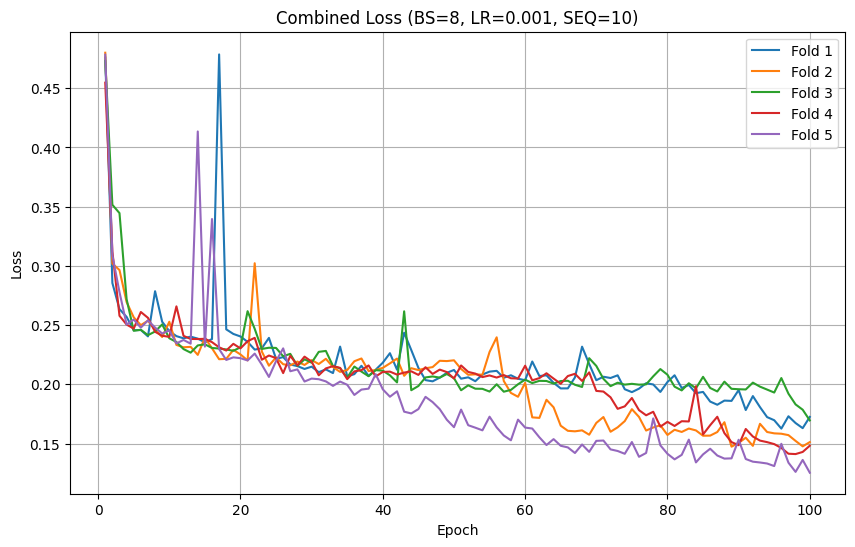 Combined Loss (BS=8, LR=0.001, SEQ=10)
Loss
0.45
0.40
0.35
0.30
0.25
0.20
0.15
0
20
40
60
80
100
Epoch
Fold 1
Fold 2
Fold 3
Fold 4
Fold 5